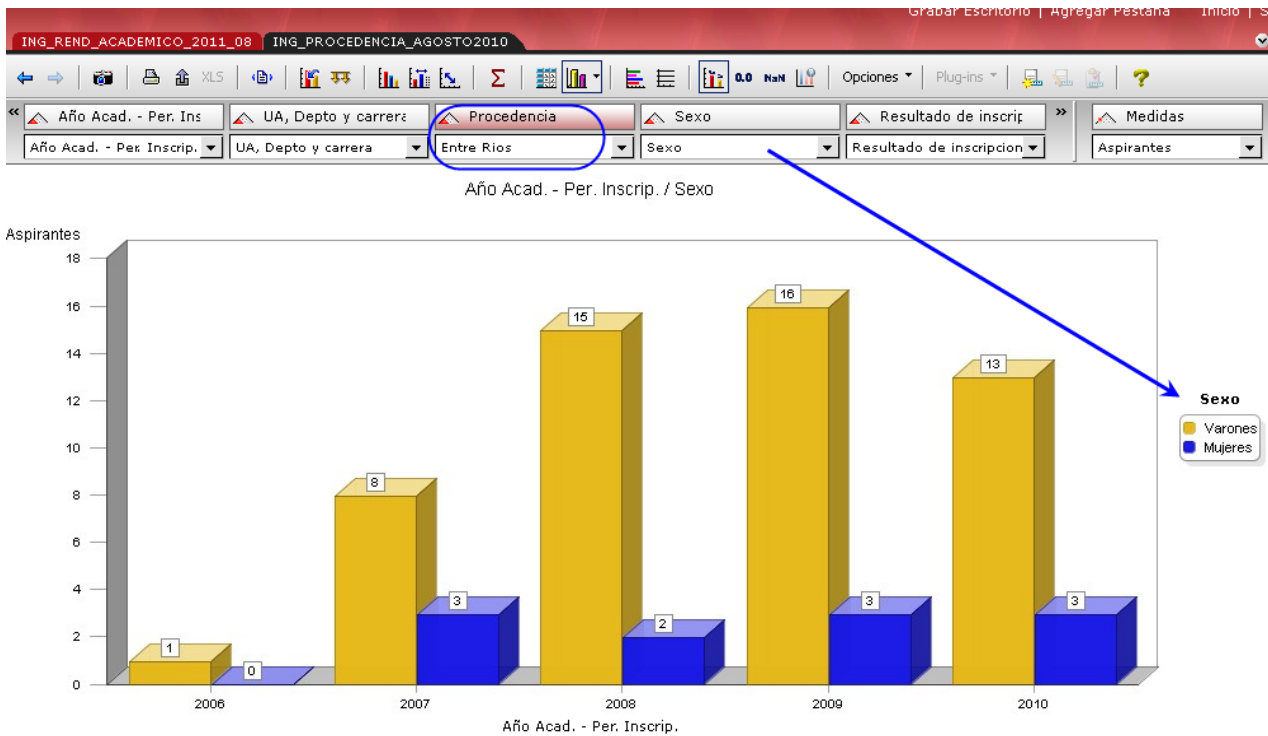 Grabar Escritorio | Agregar Pestaña Inicio | S
ING_REND_ACADEMICO_2011_08 ING_PROCEDENCIA_AGOSTO2010
XLS Σ 0.0 NaN Opciones Plug-ins ?
« Año Acad. - Per. Ins UA, Depto y carrera Procedencia Sexo Resultado de inscrip » Medidas
Año Acad. - Per. Inscrip. UA, Depto y carrera Entre Rios Sexo Resultado de inscripcion Aspirantes
Año Acad. - Per. Inscrip. / Sexo
Aspirantes
18
16
14
12
10
8
6
4
2
0
1
0
8
3
15
2
16
3
13
3
2006 2007 2008 2009 2010
Año Acad. - Per. Inscrip.
Sexo
Varones
Mujeres